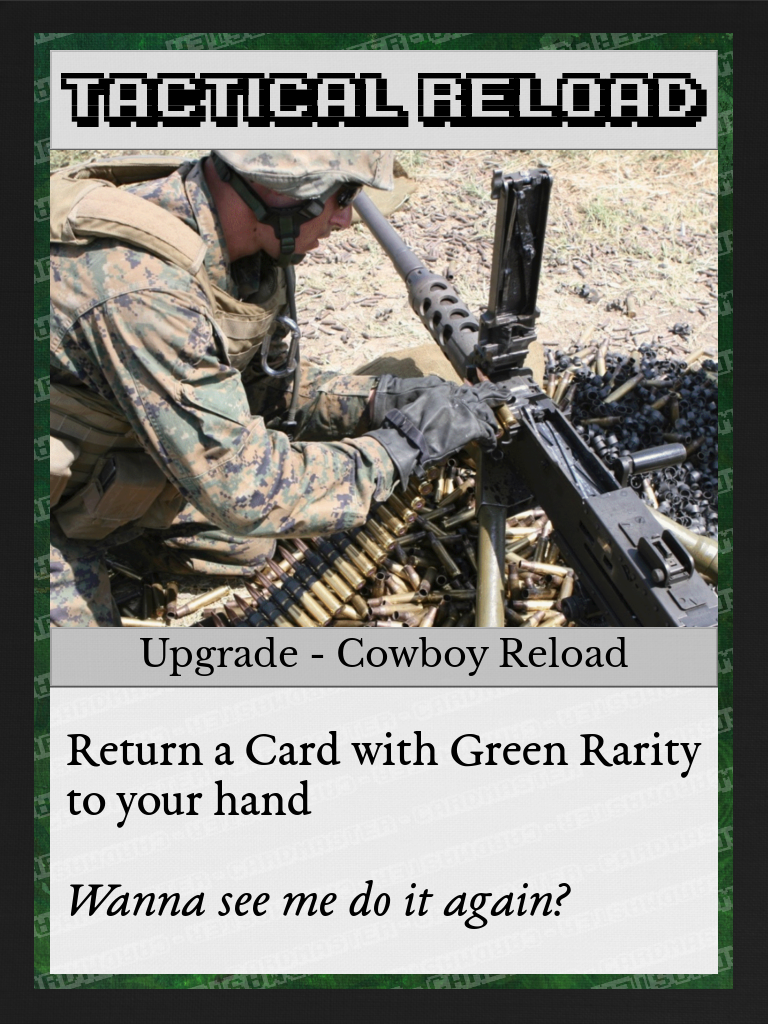 TACTICAL RELOAD
Upgrade - Cowboy Reload
Return a Card with Green Rarity
to your hand
Wanna see me do it again?